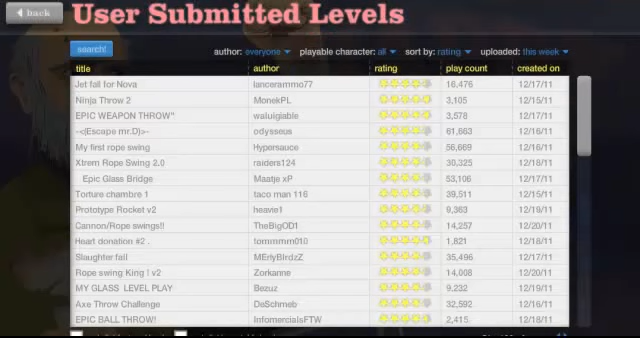 back
User Submitted Levels
search!
author: everyone playable character: all sort by: rating uploaded: this week
title author rating play count created on
Jet fall for Nova lancerammo77 16,476 12/17/11
Ninja Throw 2 MonekPL 3,105 12/15/11
EPIC WEAPON THROW" waluigiable 3,578 12/17/11
-<(Escape mr.D)>- odysseus 61,663 12/16/11
My first rope swing Hypersauce 56,669 12/16/11
Xtrem Rope Swing 2.0 raiders124 30,325 12/18/11
Epic Glass Bridge Maatje xP 53,106 12/17/11
Torture chambre 1 taco man 116 39,511 12/15/11
Prototype Rocket v2 heavie1 9,363 12/19/11
Cannon/Rope swings!! TheBigOD1 14,257 12/20/11
Heart donation #2 . tommmm010 1,821 12/18/11
Slaughter fall MErlyBIrdzZ 35,496 12/17/11
Rope swing King ! v2 Zorkanne 14,008 12/20/11
MY GLASS LEVEL PLAY Bezuz 9,232 12/19/11
Axe Throw Challenge DeSchmeb 32,592 12/16/11
EPIC BALL THROW! InfomercialsFTW 2,415 12/18/11